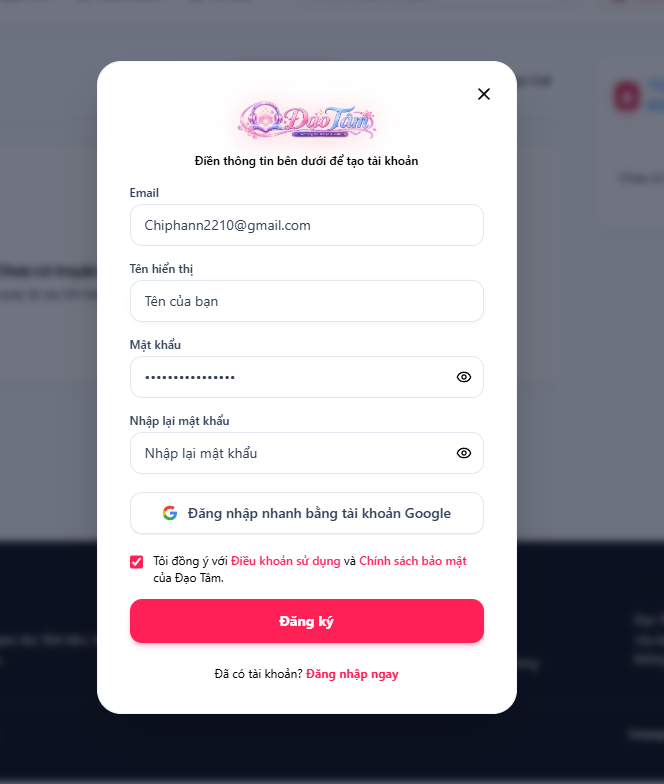 Đạo Tâm
Điền thông tin bên dưới để tạo tài khoản
Email
Chiphann2210@gmail.com
Tên hiển thị
Tên của bạn
Mật khẩu
••••••••••••••••
Nhập lại mật khẩu
Nhập lại mật khẩu
Đăng nhập nhanh bằng tài khoản Google
Tôi đồng ý với Điều khoản sử dụng và Chính sách bảo mật
của Đạo Tâm.
Đăng ký
Đã có tài khoản? Đăng nhập ngay